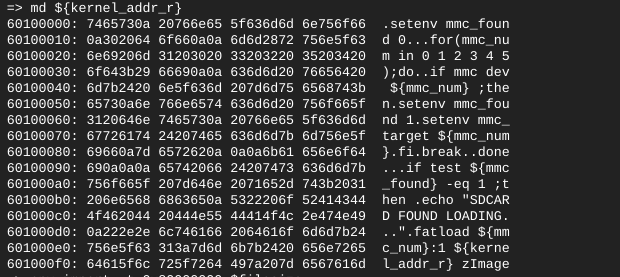 => md ${kernel_addr_r}
60100000: 7465730a 20766e65 5f636d6d 6e756f66    .setenv mmc_foun
60100010: 0a302064 6f660a0a 6d6d2872 756e5f63    d 0...for(mmc_nu
60100020: 6e69206d 31203020 33203220 35203420    m in 0 1 2 3 4 5
60100030: 6f643b29 66690a0a 636d6d20 76656420     );do..if mmc dev
60100040: 6d7b2420 6e5f636d 207d6d75 6568743b     ${mmc_num} ;the
60100050: 65730a6e 766e6574 636d6d20 756f665f    n.setenv mmc_fou
60100060: 3120646e 7465730a 20766e65 5f636d6d    nd 1.setenv mmc_
60100070: 67726174 24207465 636d6d7b 6d756e5f    target ${mmc_num
60100080: 69660a7d 6572620a 0a0a6b61 656e6f64    }.fi.break..done
60100090: 690a0a0a 65742066 24207473 636d6d7b    ...if test ${mmc
601000a0: 756f665f 207d646e 2071652d 743b2031    _found} -eq 1 ;t
601000b0: 206e6568 6863650a 5322206f 52414344    hen .echo "SDCAR
601000c0: 4f462044 20444e55 44414f4c 2e474e49    D FOUND LOADING.
601000d0: 0a222e2e 6c746166 2064616f 6d6d7b24    ..".fatload ${mm
601000e0: 756e5f63 313a7d6d 6b7b2420 656e7265    c_num}:1 ${kerne
601000f0: 64615f6c 725f7264 497a207d 6567616d    l_addr_r} zImage